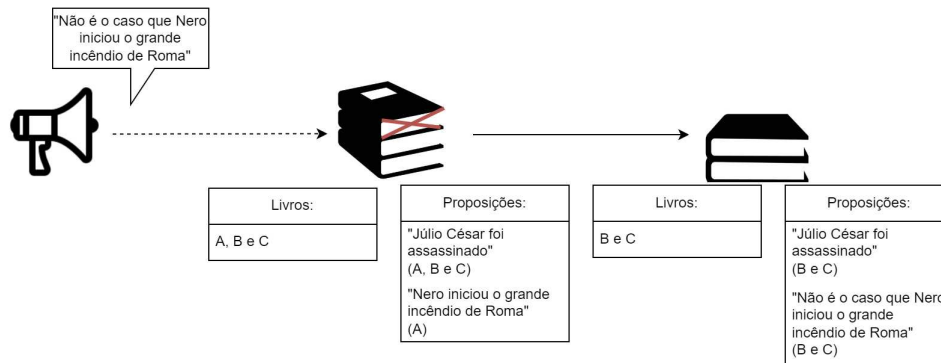 "Não é o caso que Nero
iniciou o grande
incêndio de Roma"
Livros:
A, B e C
Proposições:
"Júlio César foi
assassinado"
(A, B e C)
"Nero iniciou o grande
incêndio de Roma"
(A)
Livros:
B e C
Proposições:
"Júlio César foi
assassinado"
(B e C)
"Não é o caso que Nero
iniciou o grande
incêndio de Roma"
(B e C)